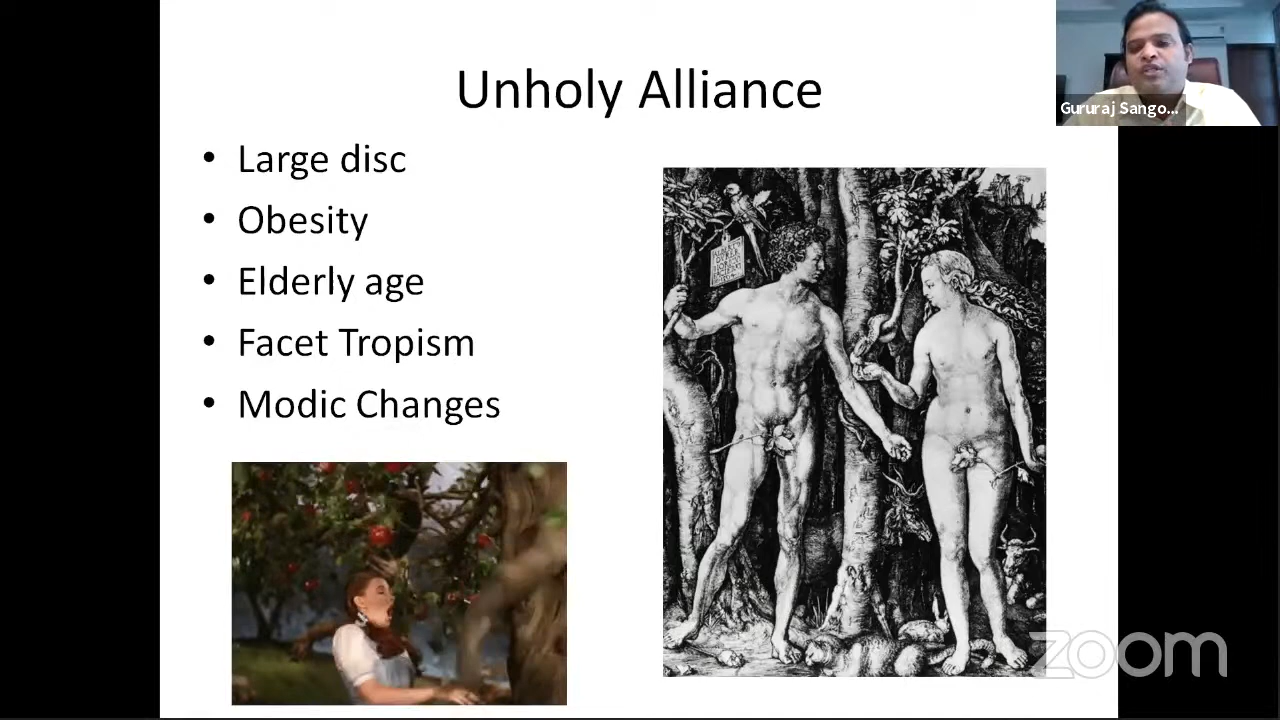 Unholy Alliance
Gururaj Sango...
• Large disc
• Obesity
• Elderly age
• Facet Tropism
• Modic Changes
zoom